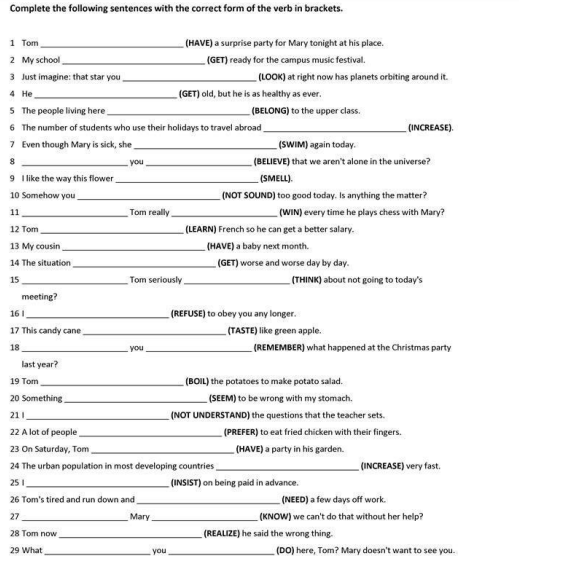 Complete the following sentences with the correct form of the verb in brackets.
1 Tom ______________ (HAVE) a surprise party for Mary tonight at his place.
2 My school ______________ (GET) ready for the campus music festival.
3 Just imagine: that star you ______________ (LOOK) at right now has planets orbiting around it.
4 He ______________ (GET) old, but he is as healthy as ever.
5 The people living here ______________ (BELONG) to the upper class.
6 The number of students who use their holidays to travel abroad ______________ (INCREASE).
7 Even though Mary is sick, she ______________ (SWIM) again today.
8 ______________ you ______________ (BELIEVE) that we aren't alone in the universe?
9 I like the way this flower ______________ (SMELL).
10 Somehow you ______________ (NOT SOUND) too good today. Is anything the matter?
11 ______________ Tom really ______________ (WIN) every time he plays chess with Mary?
12 Tom ______________ (LEARN) French so he can get a better salary.
13 My cousin ______________ (HAVE) a baby next month.
14 The situation ______________ (GET) worse and worse day by day.
15 ______________ Tom seriously ______________ (THINK) about not going to today's
meeting?
16 I ______________ (REFUSE) to obey you any longer.
17 This candy cane ______________ (TASTE) like green apple.
18 ______________ you ______________ (REMEMBER) what happened at the Christmas party
last year?
19 Tom ______________ (BOIL) the potatoes to make potato salad.
20 Something ______________ (SEEM) to be wrong with my stomach.
21 I ______________ (NOT UNDERSTAND) the questions that the teacher sets.
22 A lot of people ______________ (PREFER) to eat fried chicken with their fingers.
23 On Saturday, Tom ______________ (HAVE) a party in his garden.
24 The urban population in most developing countries ______________ (INCREASE) very fast.
25 I ______________ (INSIST) on being paid in advance.
26 Tom's tired and run down and ______________ (NEED) a few days off work.
27 ______________ Mary ______________ (KNOW) we can't do that without her help?
28 Tom now ______________ (REALIZE) he said the wrong thing.
29 What ______________ you ______________ (DO) here, Tom? Mary doesn't want to see you.